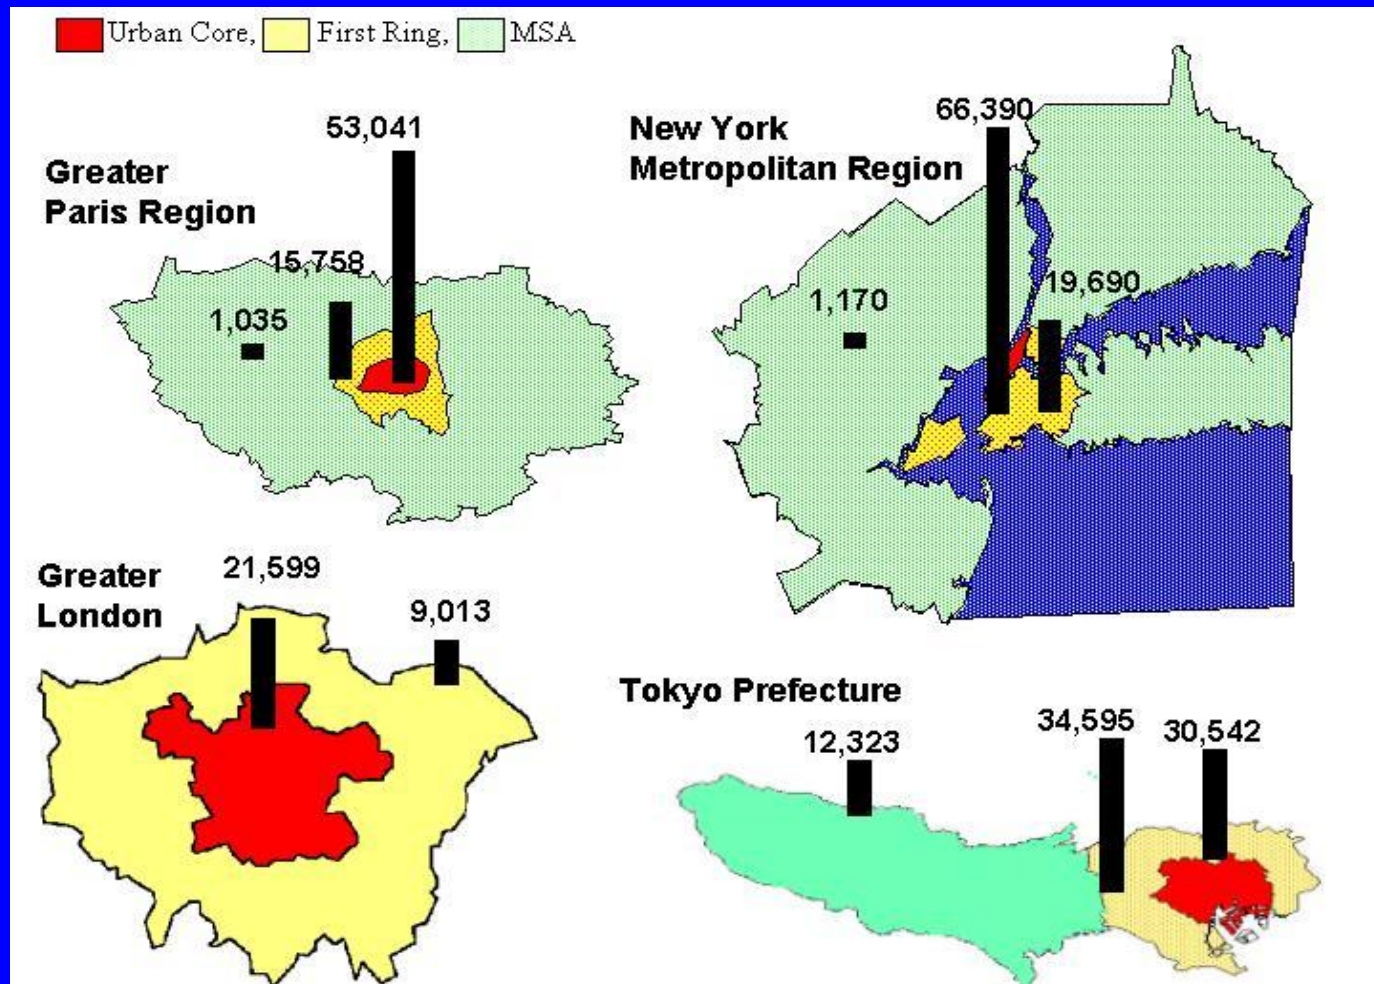 Urban Core, First Ring, MSA
Greater
Paris Region
53,041
15,758
1,035
New York
Metropolitan Region
66,390
1,170
19,690
Greater
London
21,599
9,013
Tokyo Prefecture
12,323
34,595
30,542